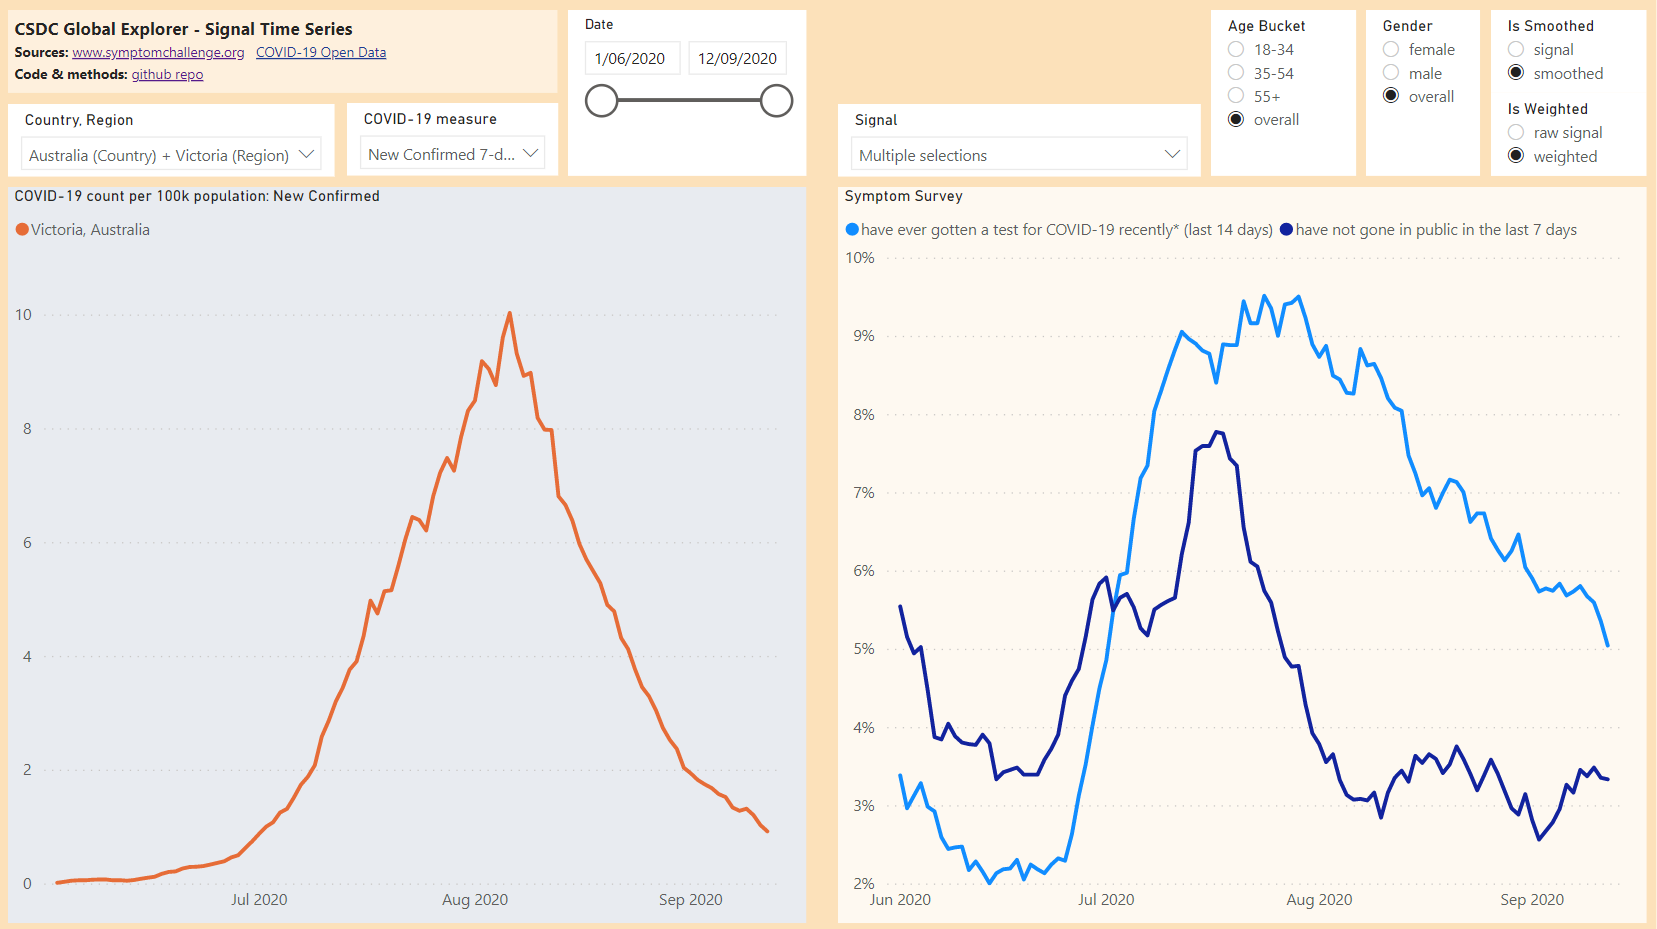 CSDC Global Explorer - Signal Time Series
Sources: www.symptomchallenge.org COVID-19 Open Data
Code & methods: github repo
Country, Region
Australia (Country) + Victoria (Region)
COVID-19 measure
New Confirmed 7-d...
Date
1/06/2020
12/09/2020
Signal
Multiple selections
Age Bucket
18-34
35-54
55+
overall
Gender
female
male
overall
Is Smoothed
signal
smoothed
Is Weighted
raw signal
weighted
COVID-19 count per 100k population: New Confirmed
Victoria, Australia
10
8
6
4
2
0
Jul 2020
Aug 2020
Sep 2020
Symptom Survey
have ever gotten a test for COVID-19 recently* (last 14 days)
have not gone in public in the last 7 days
10%
9%
8%
7%
6%
5%
4%
3%
2%
Jun 2020
Jul 2020
Aug 2020
Sep 2020